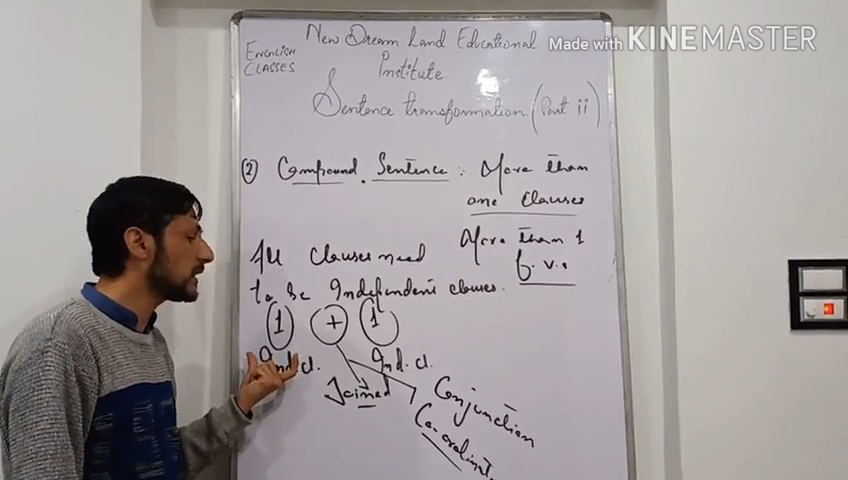 ENGLISH
CLASSES
New Dream Land Educational
Institute
Made with KINEMASTER
Sentence transformation (Part ii)
② Compound Sentence : More than
one clauses
More than 1
f. v.
All clauses need
to be Independent clauses.
1 + 1
Ind. cl. Ind. cl.
Joined
Conjunction
Co-ordinat